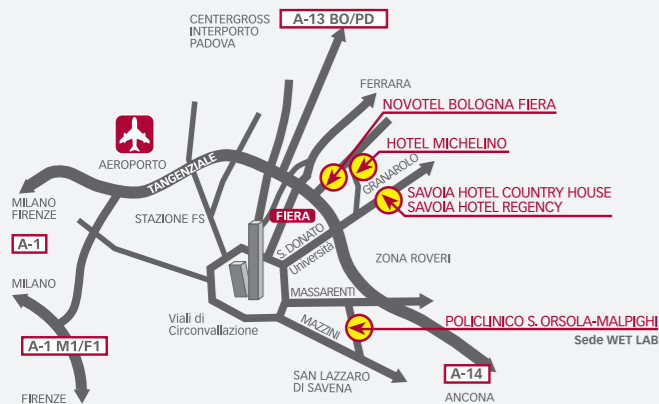 CENTERGROSS
INTERPORTO
PADOVA
A-13 BO/PD
FERRARA
NOVOTEL BOLOGNA FIERA
HOTEL MICHELINO
GRANAROLO
SAVOIA HOTEL COUNTRY HOUSE
SAVOIA HOTEL REGENCY
AEROPORTO
TANGENZIALE
MILANO
FIRENZE
STAZIONE FS
FIERA
S. DONATO
Università
ZONA ROVERI
A-1
MILANO
MASSARENTI
Viali di
Circonvallazione
MAZZINI
POLICLINICO S. ORSOLA-MALPIGHI
Sede WET LAB
A-1 M1/F1
SAN LAZZARO
DI SAVENA
A-14
ANCONA
FIRENZE